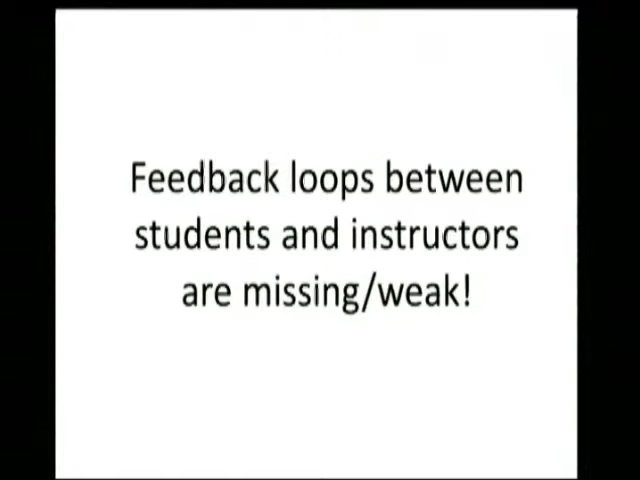 Feedback loops between
students and instructors
are missing/weak!